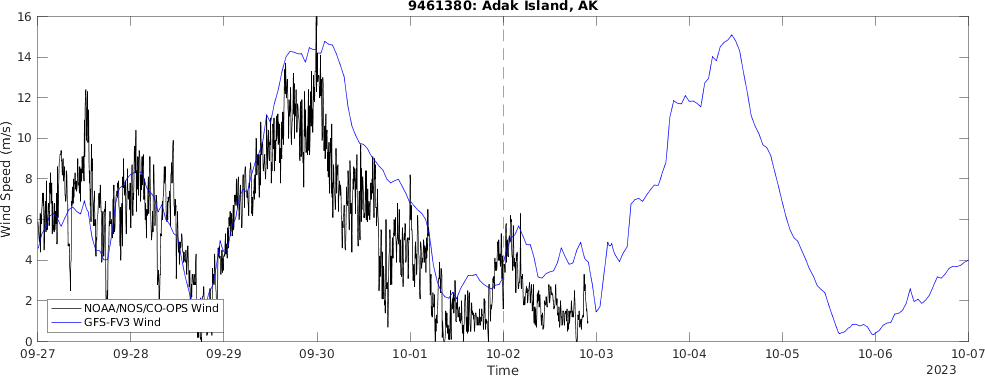 9461380: Adak Island, AK
Wind Speed (m/s)
16
14
12
10
8
6
4
2
0
NOAA/NOS/CO-OPS Wind
GFS-FV3 Wind
09-27 09-28 09-29 09-30 10-01 10-02 10-03 10-04 10-05 10-06 10-07
Time
2023